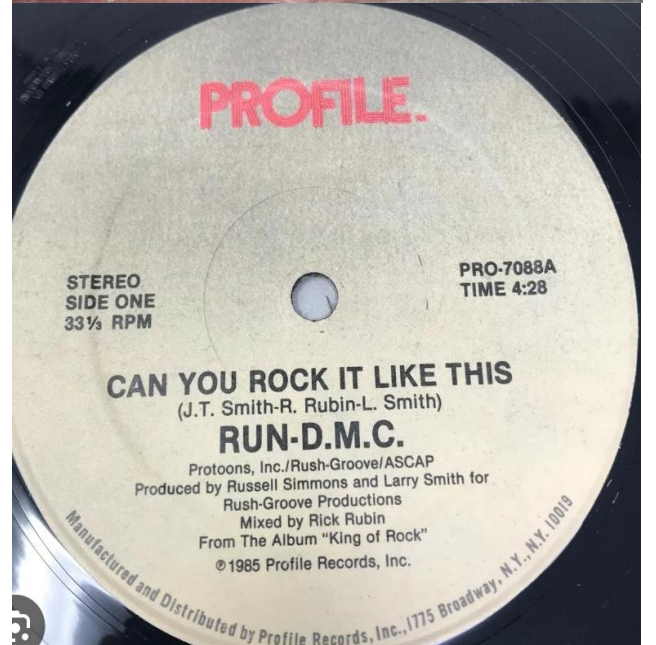 PROFILE.
STEREO
SIDE ONE
33⅓ RPM
PRO-7088A
TIME 4:28
CAN YOU ROCK IT LIKE THIS
(J.T. Smith-R. Rubin-L. Smith)
RUN-D.M.C.
Protoons, Inc./Rush-Groove/ASCAP
Produced by Russell Simmons and Larry Smith for
Rush-Groove Productions
Mixed by Rick Rubin
From The Album "King of Rock"
℗1985 Profile Records, Inc.
Manufactured and Distributed by Profile Records, Inc., 1775 Broadway, N.Y., N.Y. 10019